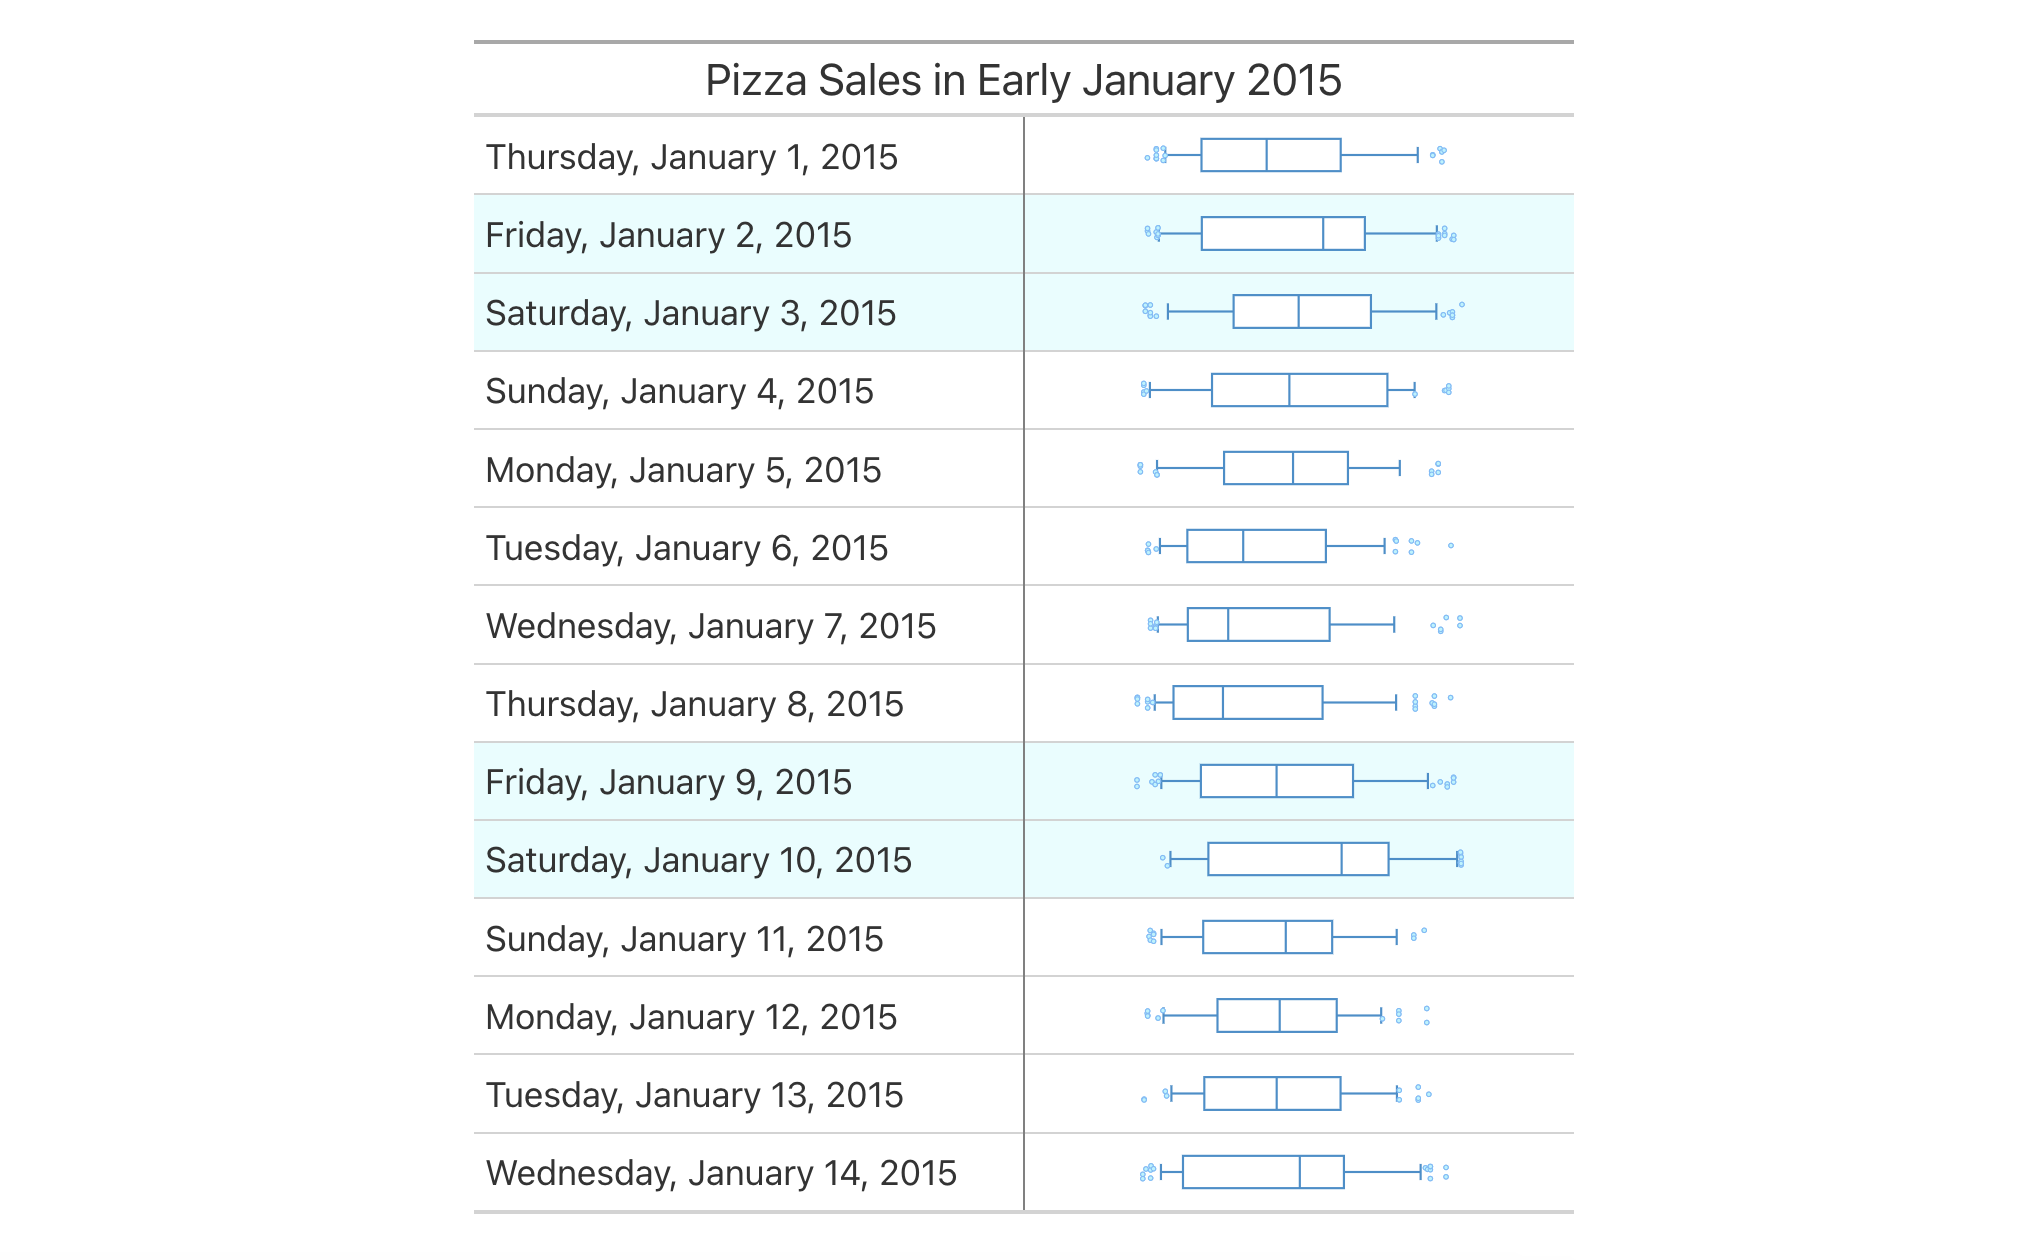 Pizza Sales in Early January 2015
Thursday, January 1, 2015
Friday, January 2, 2015
Saturday, January 3, 2015
Sunday, January 4, 2015
Monday, January 5, 2015
Tuesday, January 6, 2015
Wednesday, January 7, 2015
Thursday, January 8, 2015
Friday, January 9, 2015
Saturday, January 10, 2015
Sunday, January 11, 2015
Monday, January 12, 2015
Tuesday, January 13, 2015
Wednesday, January 14, 2015